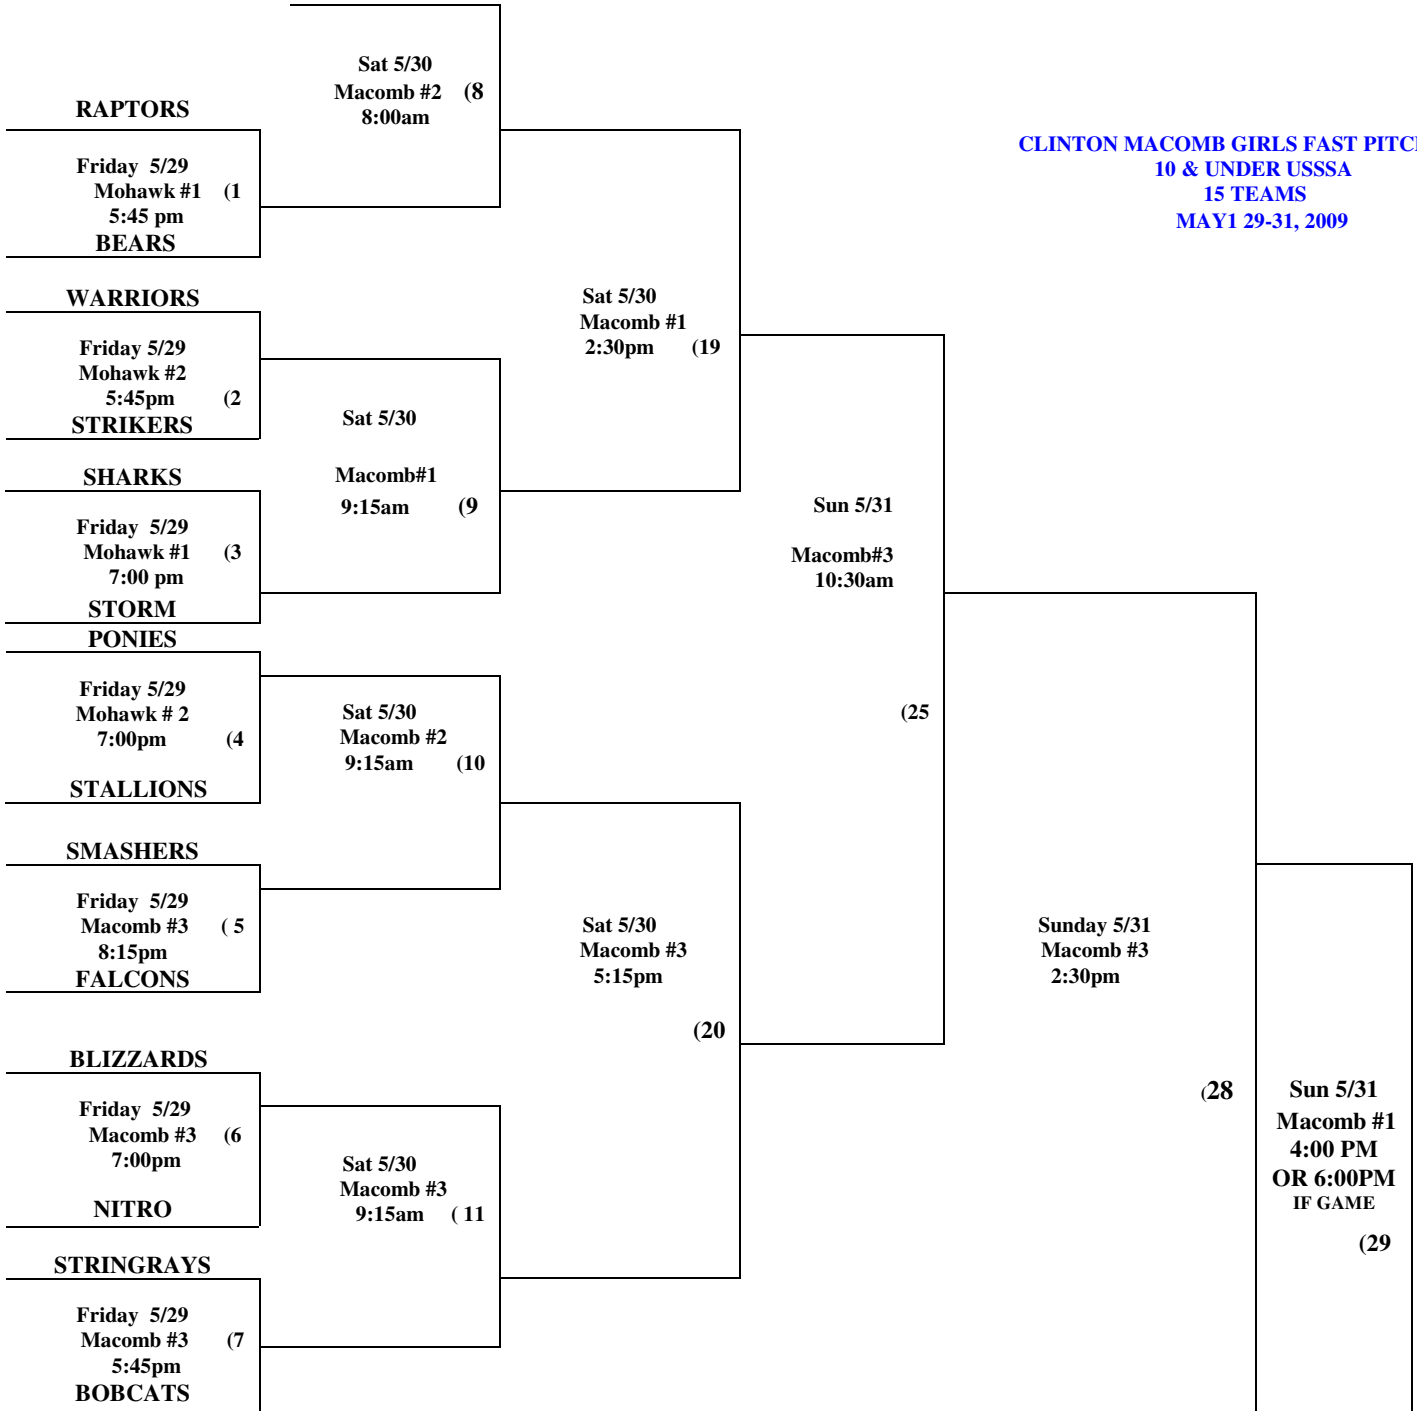 Sat 5/30
Macomb #2 (8
8:00am
RAPTORS
Friday 5/29
Mohawk #1 (1
5:45 pm
BEARS
CLINTON MACOMB GIRLS FAST PITC
10 & UNDER USSSA
15 TEAMS
MAY1 29-31, 2009
WARRIORS
Friday 5/29
Mohawk #2
5:45pm (2
STRIKERS
Sat 5/30
Macomb #1
2:30pm (19
Sat 5/30
Macomb#1
9:15am (9
SHARKS
Friday 5/29
Mohawk #1 (3
7:00 pm
STORM
Sun 5/31
Macomb#3
10:30am
(25
PONIES
Friday 5/29
Mohawk # 2
7:00pm (4
STALLIONS
Sat 5/30
Macomb #2
9:15am (10
SMASHERS
Friday 5/29
Macomb #3 ( 5
8:15pm
FALCONS
Sat 5/30
Macomb #3
5:15pm
(20
Sunday 5/31
Macomb #3
2:30pm
(28
BLIZZARDS
Friday 5/29
Macomb #3 (6
7:00pm
NITRO
Sat 5/30
Macomb #3
9:15am ( 11
Sun 5/31
Macomb #1
4:00 PM
OR 6:00PM
IF GAME
(29
STRINGRAYS
Friday 5/29
Macomb #3 (7
5:45pm
BOBCATS